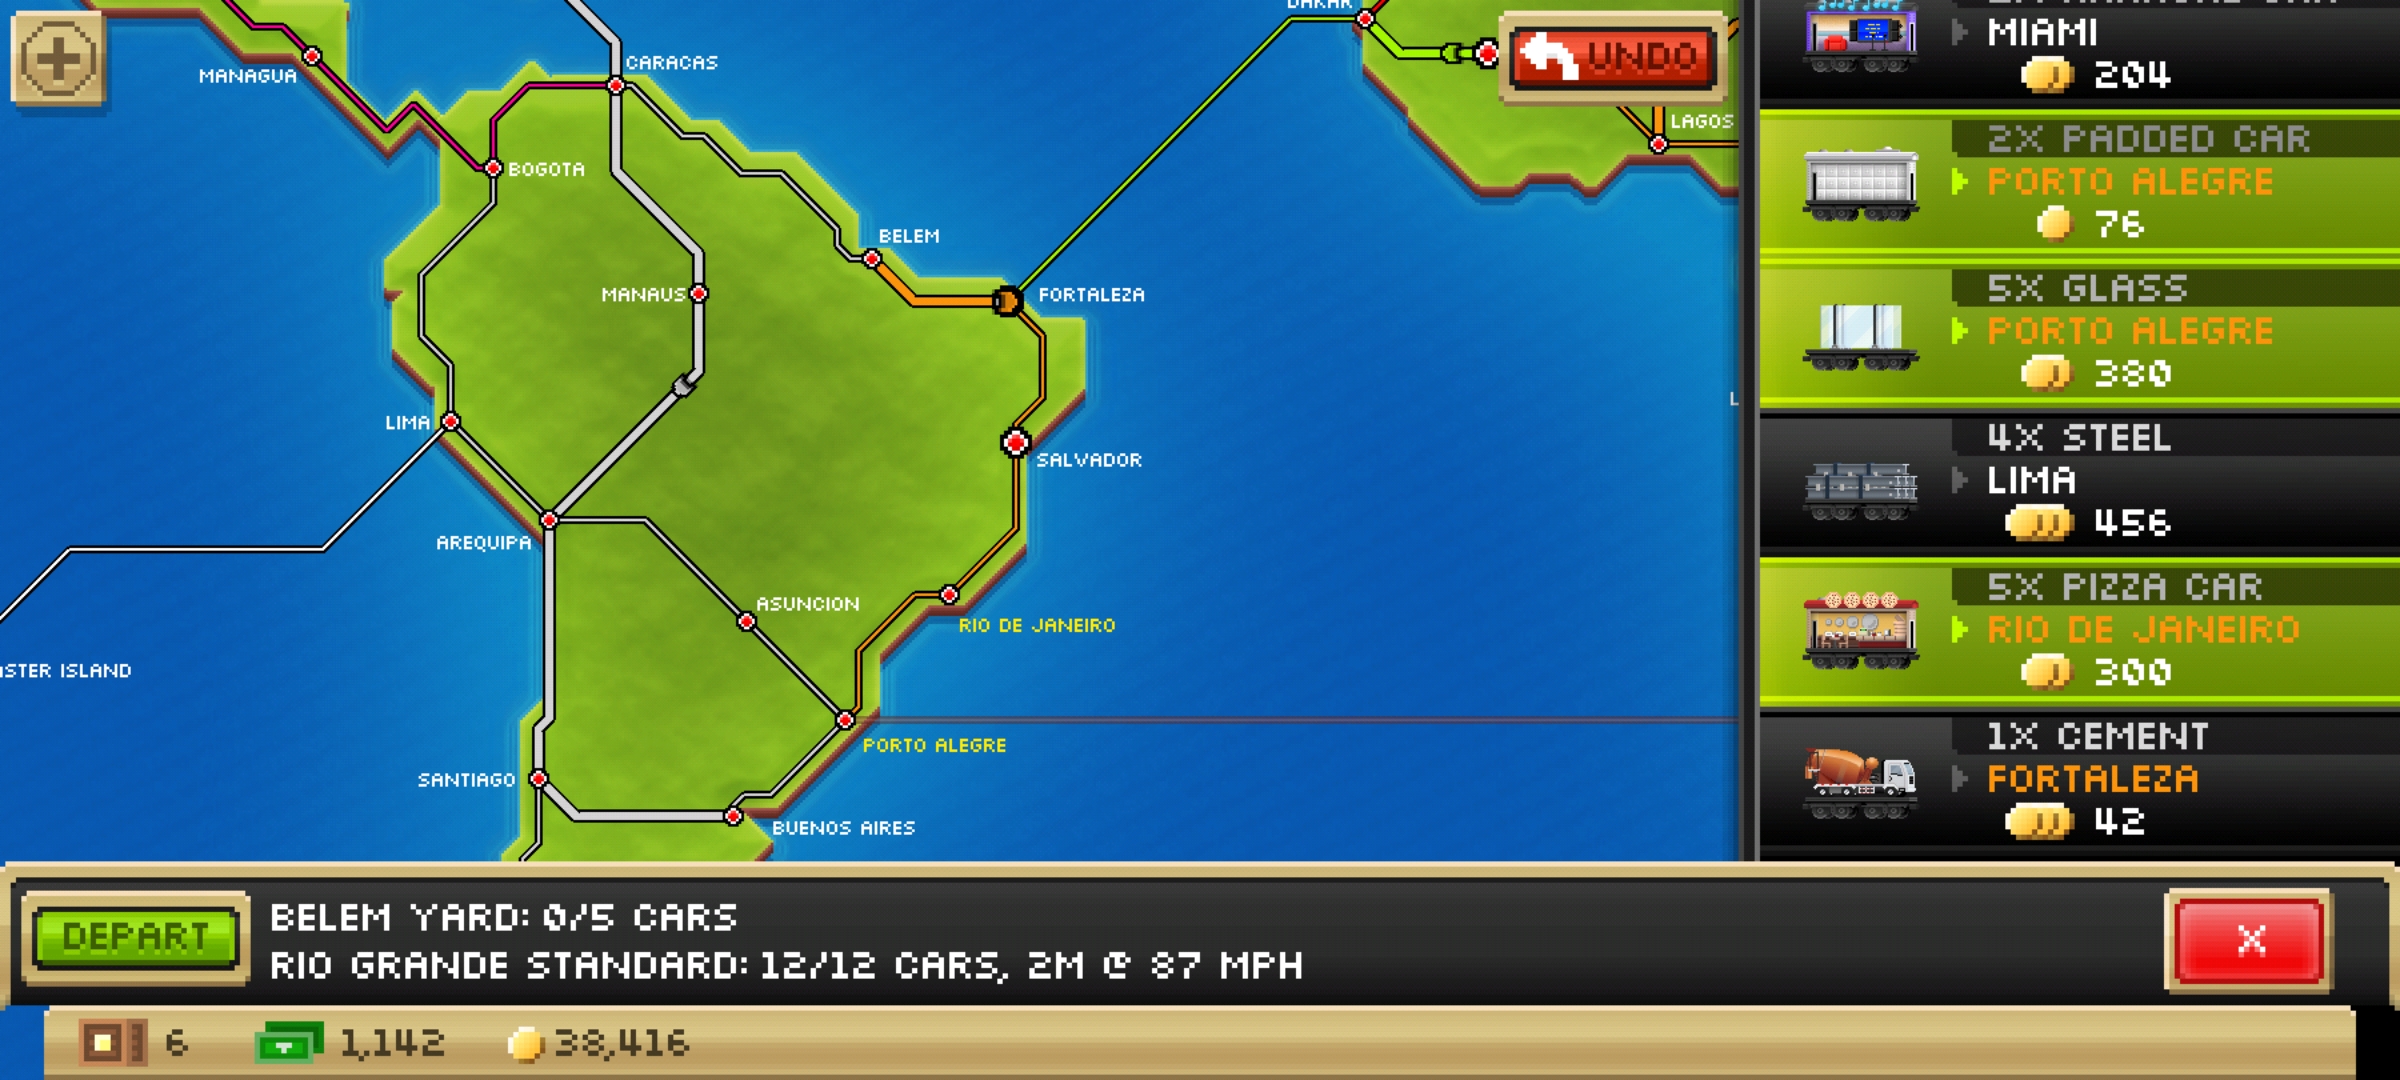 DAKAR
UNDO
MANAGUA
CARACAS
LAGOS
BOGOTA
BELEM
MANAUS
FORTALEZA
LIMA
SALVADOR
AREQUIPA
ASUNCION
RIO DE JANEIRO
STER ISLAND
PORTO ALEGRE
SANTIAGO
BUENOS AIRES
MIAMI
204
2X PADDED CAR
PORTO ALEGRE
76
5X GLASS
PORTO ALEGRE
380
4X STEEL
LIMA
456
5X PIZZA CAR
RIO DE JANEIRO
300
1X CEMENT
FORTALEZA
42
DEPART
BELEM YARD: 0/5 CARS
RIO GRANDE STANDARD: 12/12 CARS, 2M @ 87 MPH
X
6
1,142
38,416